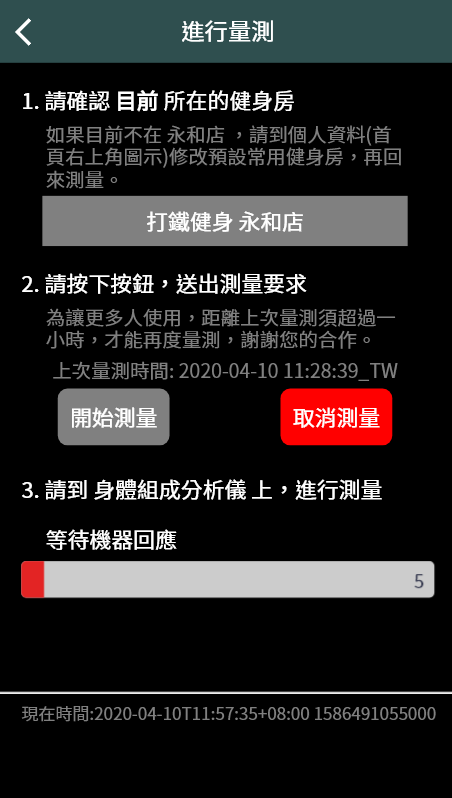 進行量測
1. 請確認 目前 所在的健身房
如果目前不在 永和店 ，請到個人資料(首
頁右上角圖示)修改預設常用健身房，再回
來測量。
打鐵健身 永和店
2. 請按下按鈕，送出測量要求
為讓更多人使用，距離上次量測須超過一
小時，才能再度量測，謝謝您的合作。
上次量測時間: 2020-04-10 11:28:39_TW
開始測量
取消測量
3. 請到 身體組成分析儀 上，進行測量
等待機器回應
5
現在時間:2020-04-10T11:57:35+08:00 1586491055000